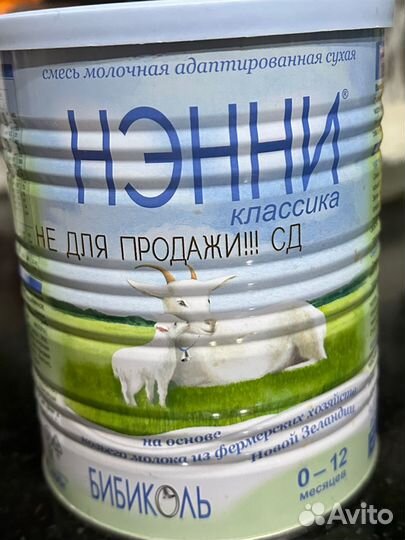 смесь молочная адаптированная сухая
НЭННИ®
классика
НЕ ДЛЯ ПРОДАЖИ!!! СД
на основе
молока из фермерских хозяйств
Новой Зеландии
0–12
месяцев
БИБИКОЛЬ
Avito